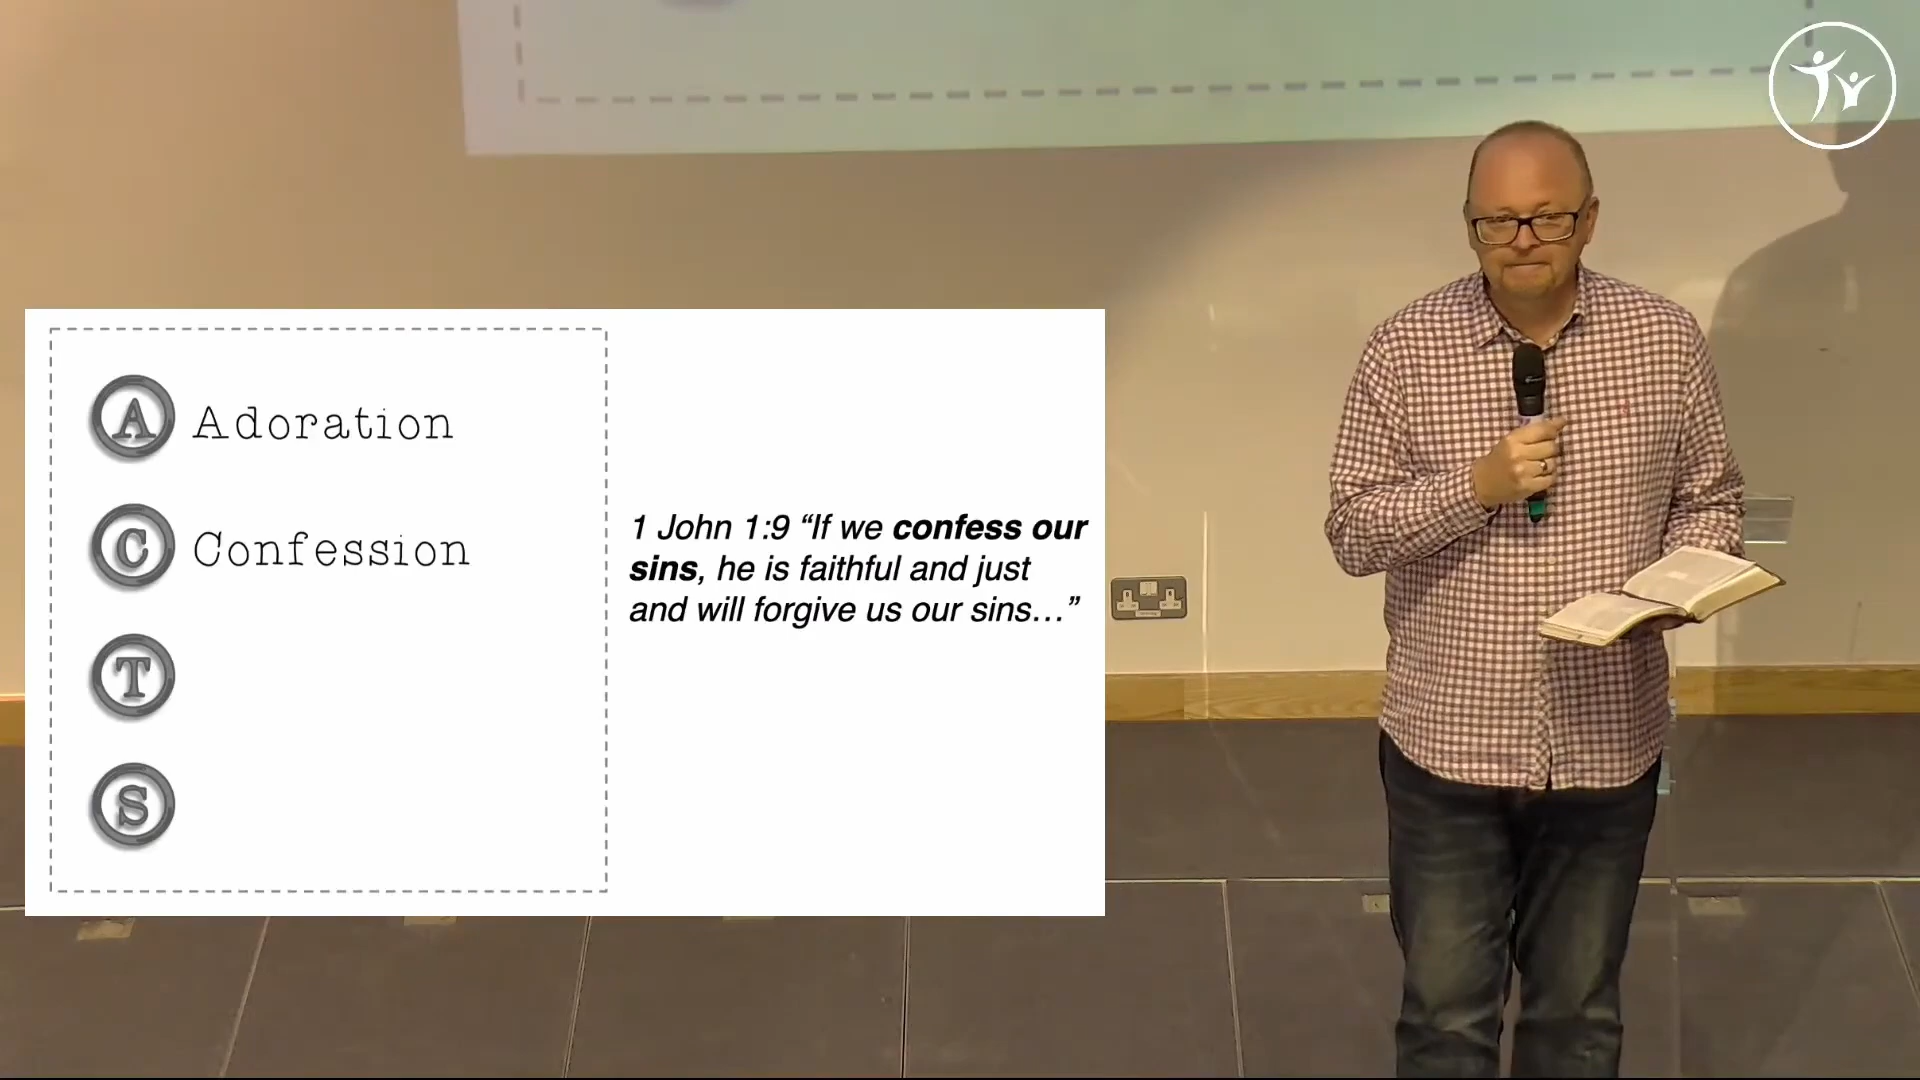 A Adoration
C Confession
T
S
1 John 1:9 “If we confess our
sins, he is faithful and just
and will forgive us our sins…”